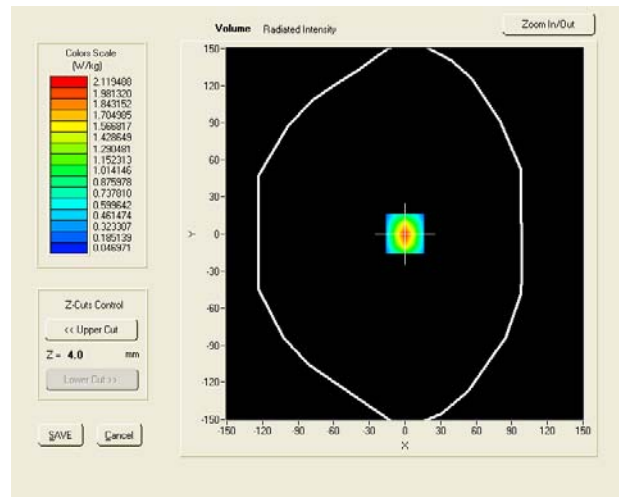 Volume Radiated Intensity
Zoom In/Out
Colors Scale
(W/kg)
2.119488
1.981320
1.843152
1.704985
1.566817
1.428649
1.290481
1.152313
1.014146
0.875978
0.737810
0.599642
0.461474
0.323307
0.185139
0.046971
Z-Cuts Control
<< Upper Cut
Z = 4.0 mm
Lower Cut >>
SAVE Cancel
150
120
90
60
30
0
-30
-60
-90
-120
-150
Y
-150 -120 -90 -60 -30 0 30 60 90 120 150
X